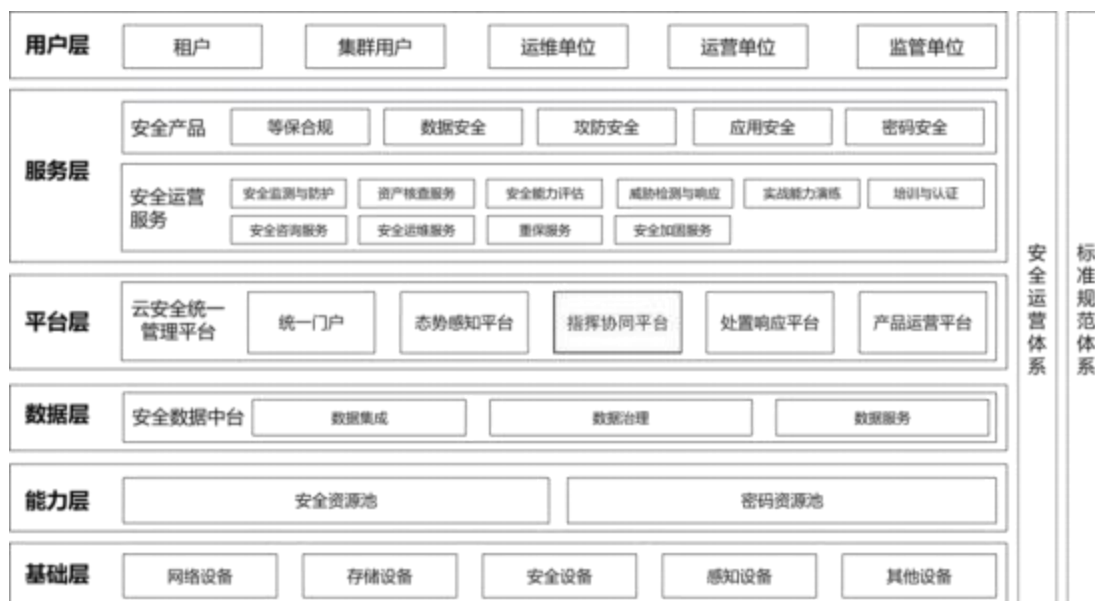 用户层
租户
集群用户
运维单位
运营单位
监管单位
服务层
安全产品
等保合规
数据安全
攻防安全
应用安全
密码安全
安全运营
服务
安全监测与防护
资产核查服务
安全能力评估
威胁检测与响应
实战能力演练
培训与认证
安全咨询服务
安全运维服务
重保服务
安全加固服务
平台层
云安全统一
管理平台
统一门户
态势感知平台
指挥协同平台
处置响应平台
产品运营平台
数据层
安全数据中台
数据集成
数据治理
数据服务
能力层
安全资源池
密码资源池
基础层
网络设备
存储设备
安全设备
感知设备
其他设备
安全运营体系
标准规范体系